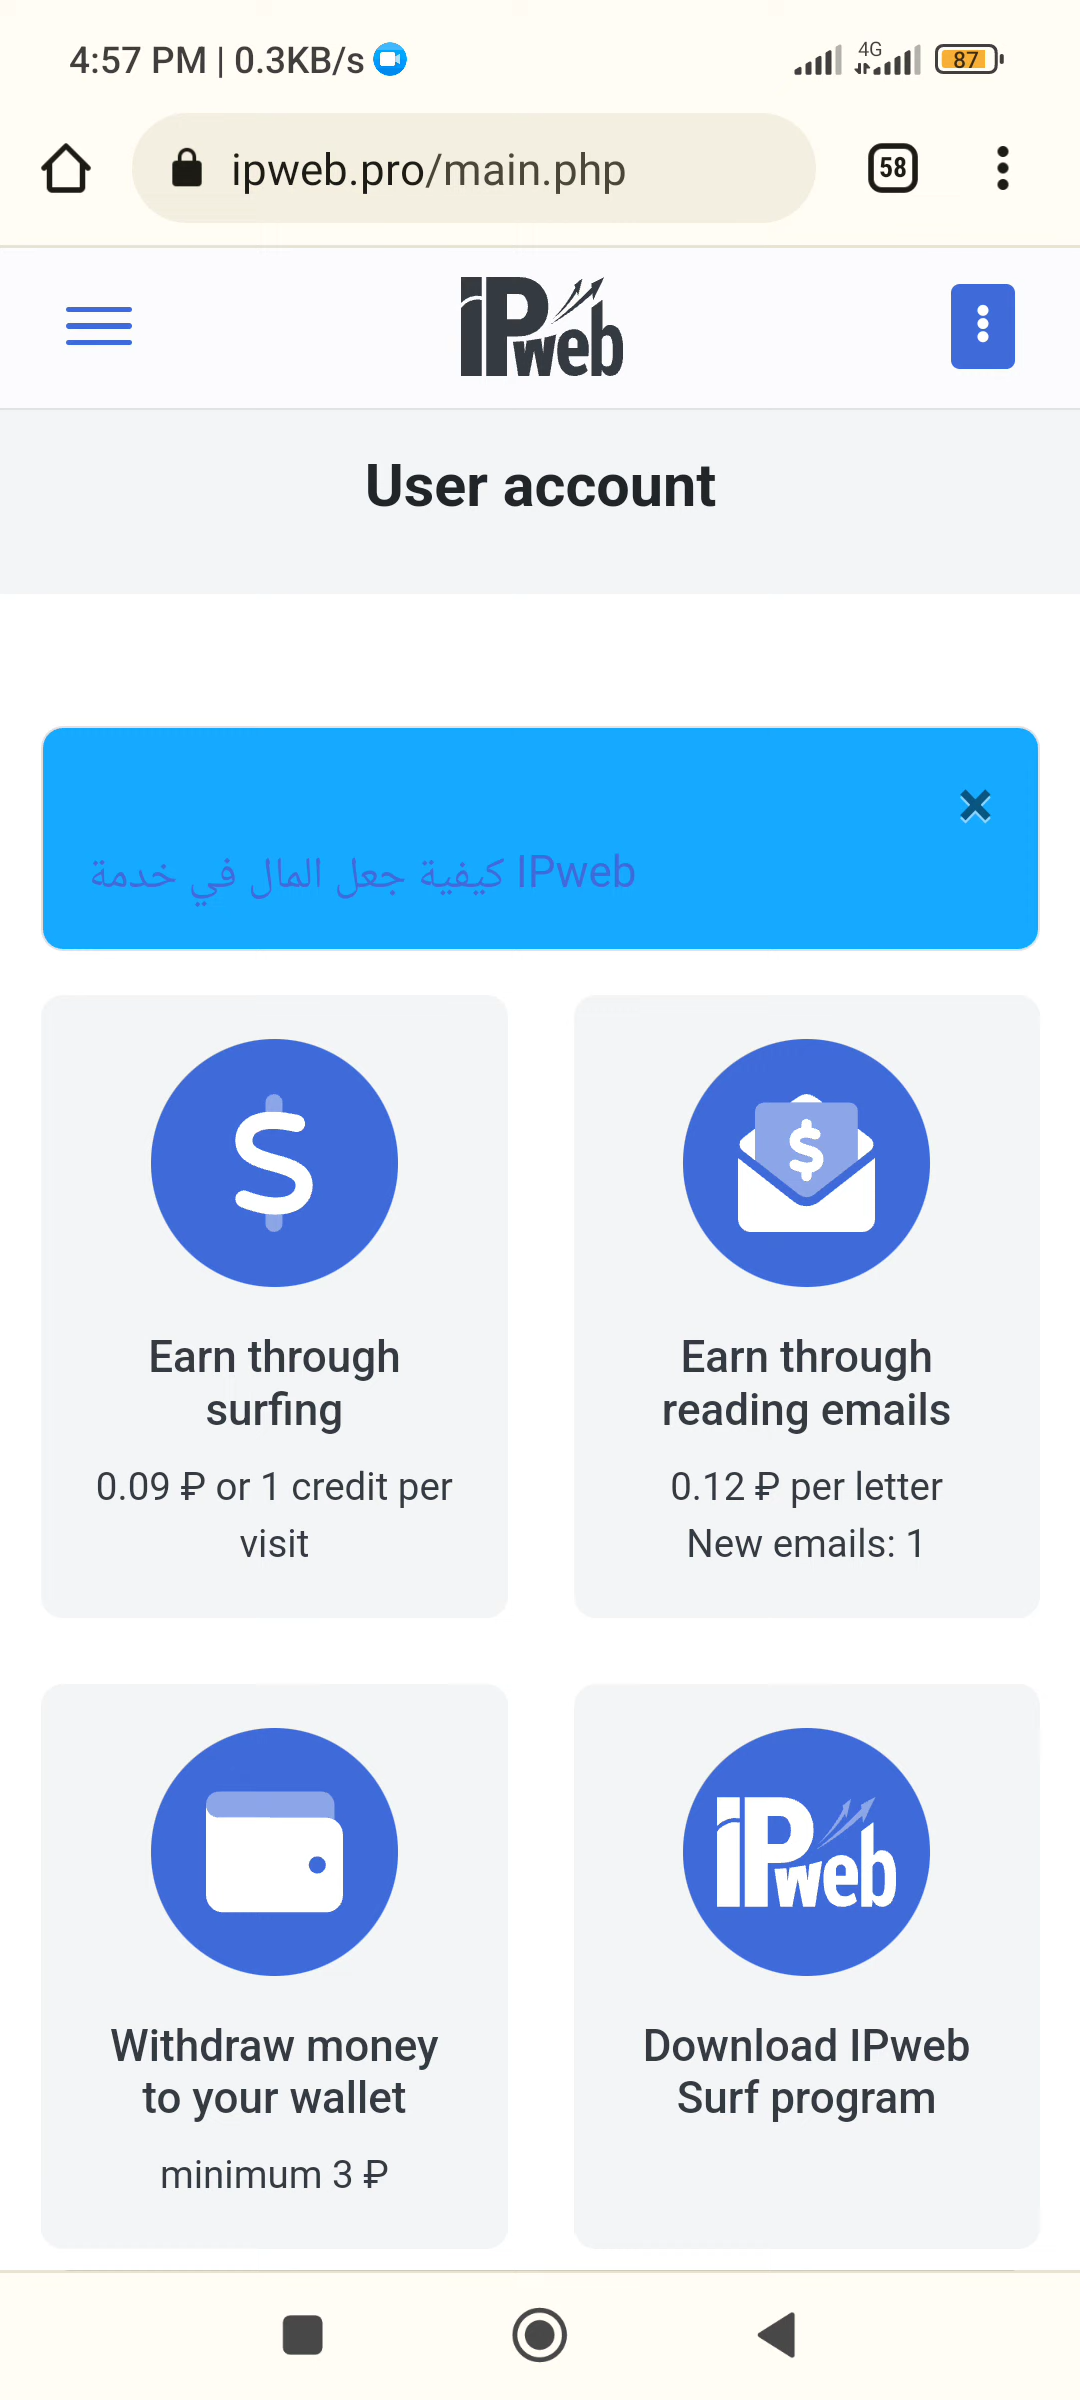 4:57 PM | 0.3KB/s
4G
87
ipweb.pro/main.php
58
IPweb
User account
×
كيفية جعل المال في خدمة IPweb
Earn through
surfing
0.09 ₽ or 1 credit per
visit
Earn through
reading emails
0.12 ₽ per letter
New emails: 1
IPweb
Withdraw money
to your wallet
minimum 3 ₽
Download IPweb
Surf program